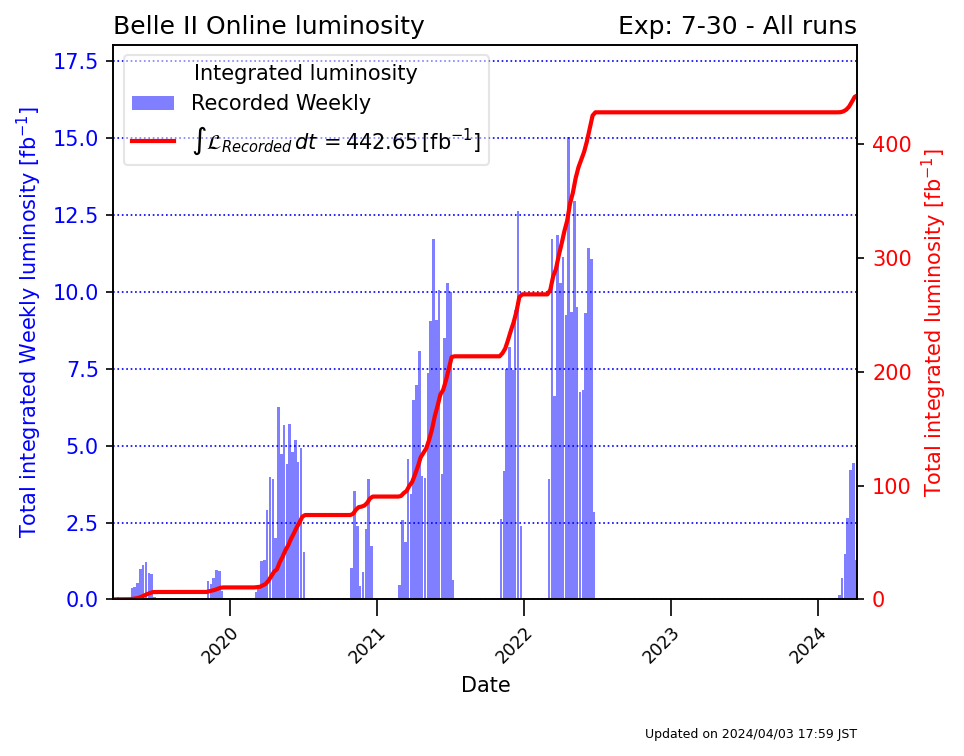 Belle II Online luminosity
Exp: 7-30 - All runs
Integrated luminosity
Recorded Weekly
∫ℒ_Recorded dt = 442.65 [fb⁻¹]
Total integrated Weekly luminosity [fb⁻¹]
17.5
15.0
12.5
10.0
7.5
5.0
2.5
0.0
Total integrated luminosity [fb⁻¹]
400
300
200
100
0
2020
2021
2022
2023
2024
Date
Updated on 2024/04/03 17:59 JST